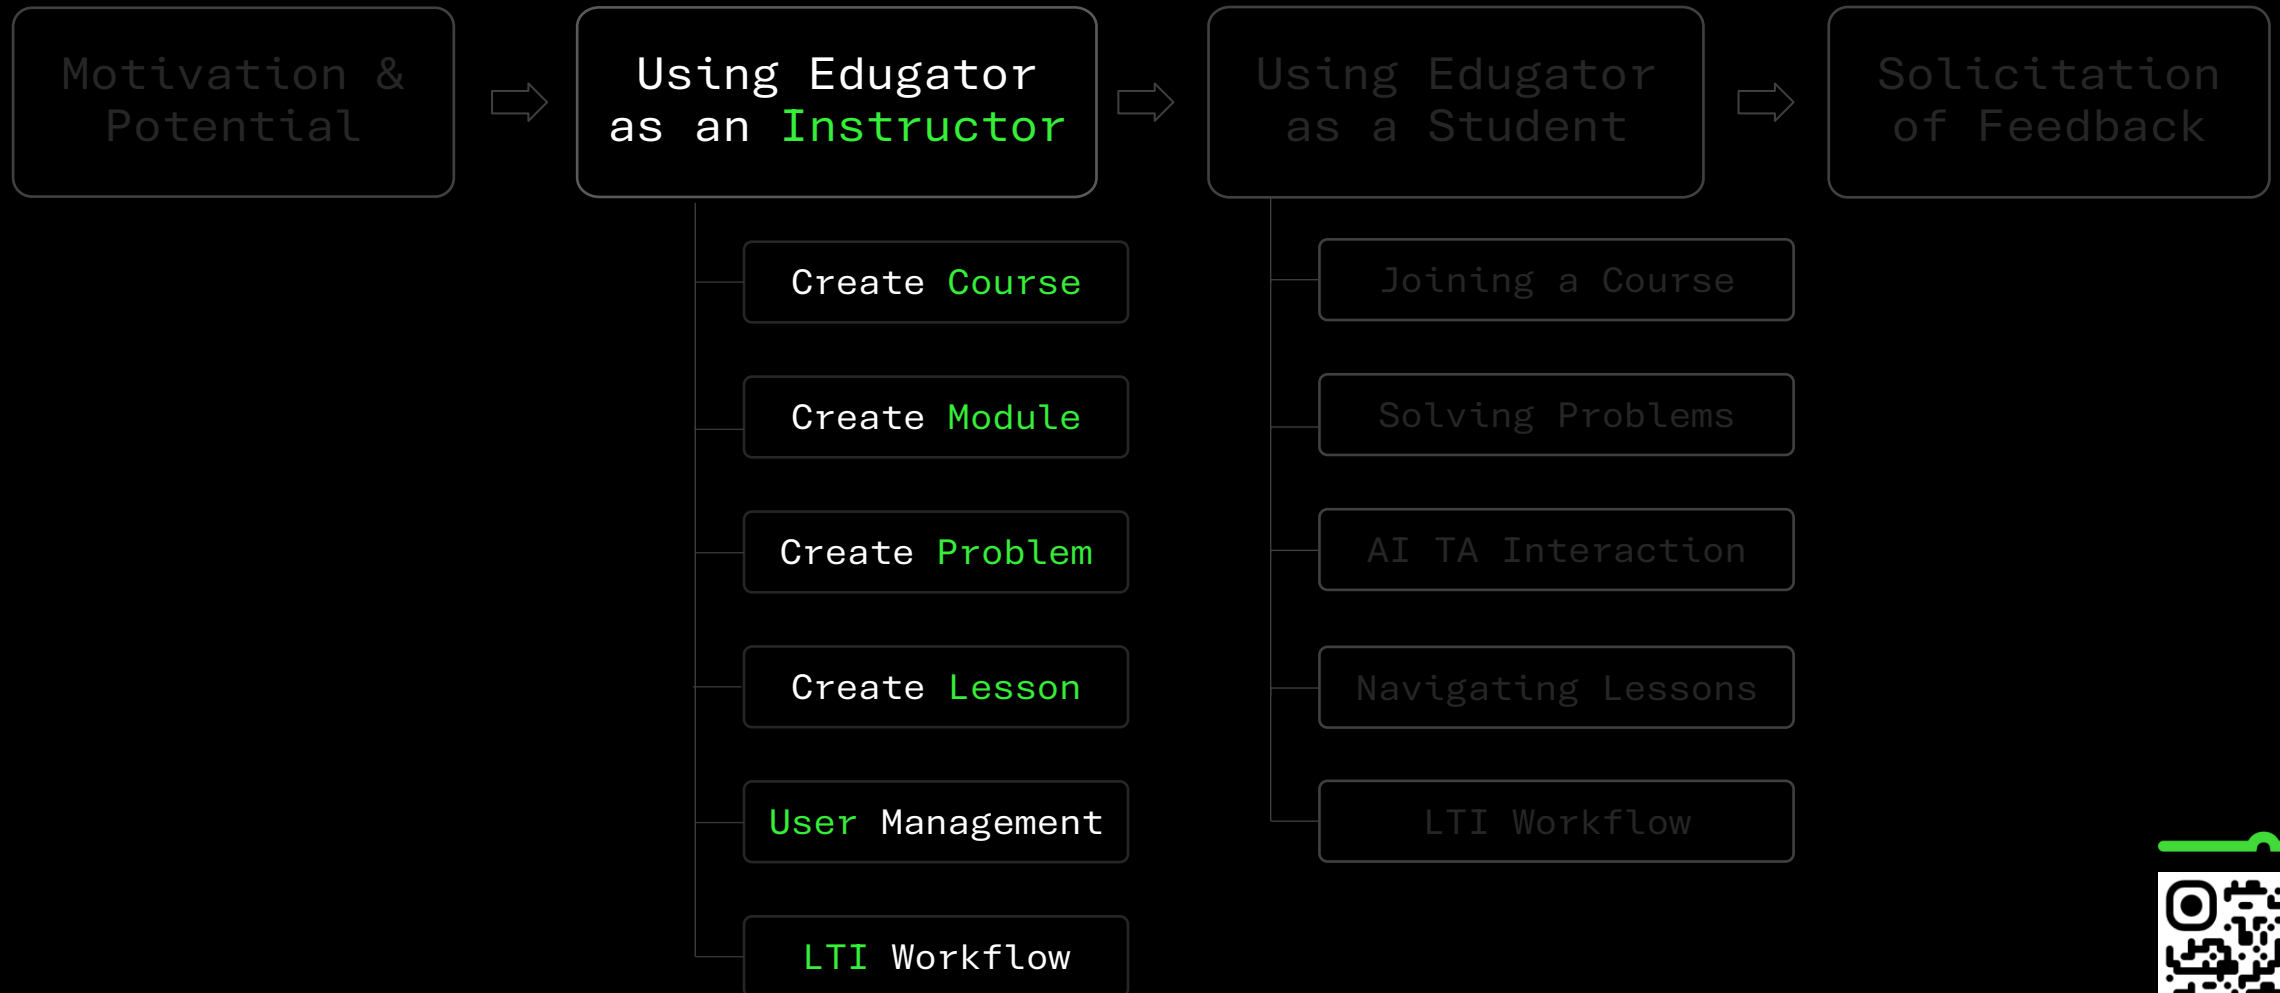 Motivation &
Potential
Using Edugator
as an Instructor
Using Edugator
as a Student
Solicitation
of Feedback
Create Course
Create Module
Create Problem
Create Lesson
User Management
LTI Workflow
Joining a Course
Solving Problems
AI TA Interaction
Navigating Lessons
LTI Workflow